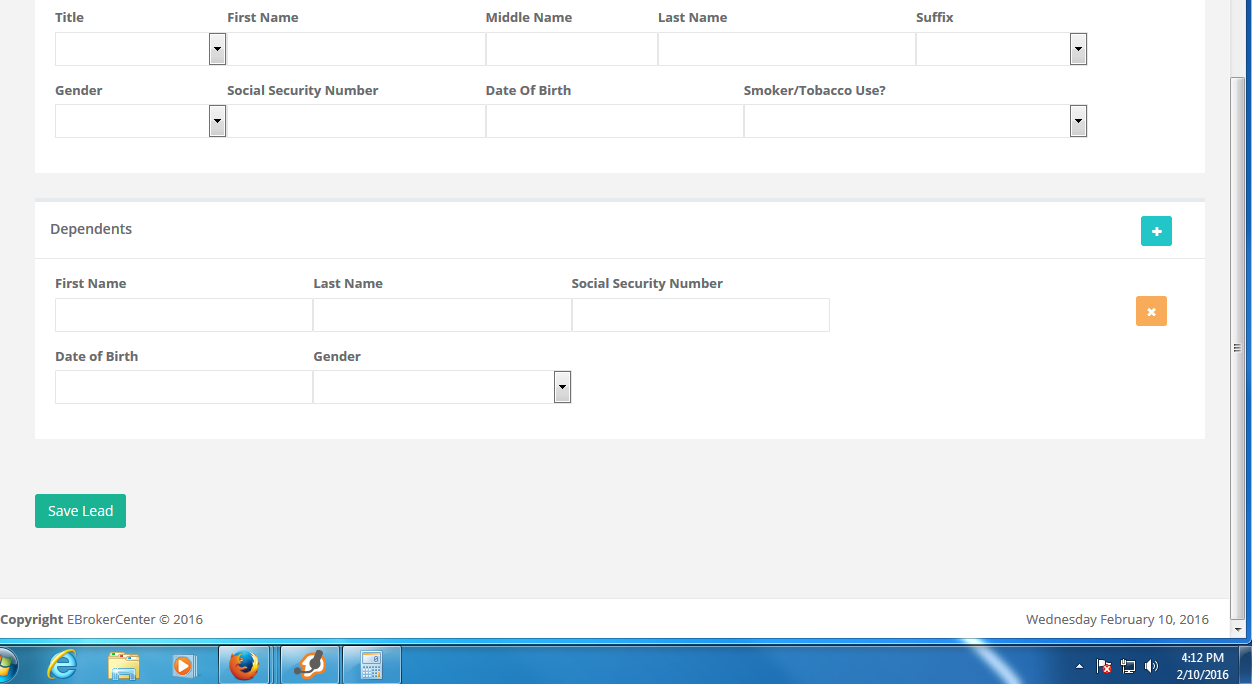 Title First Name Middle Name Last Name Suffix
Gender Social Security Number Date Of Birth Smoker/Tobacco Use?
Dependents
First Name Last Name Social Security Number
Date of Birth Gender
Save Lead
Copyright EBrokerCenter © 2016 Wednesday February 10, 2016
4:12 PM
2/10/2016